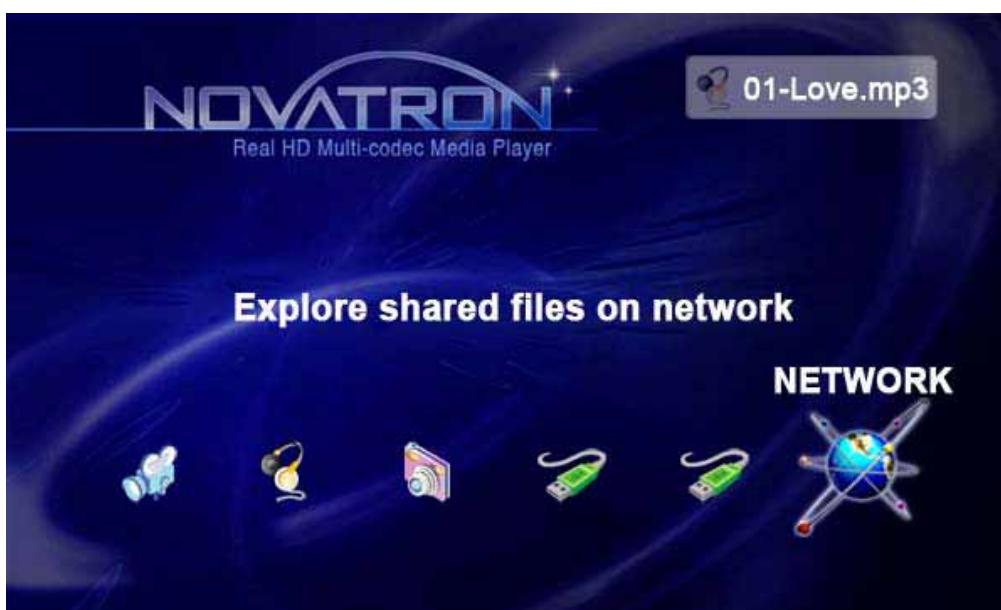 NOVATRON
Real HD Multi-codec Media Player
01-Love.mp3
Explore shared files on network
NETWORK